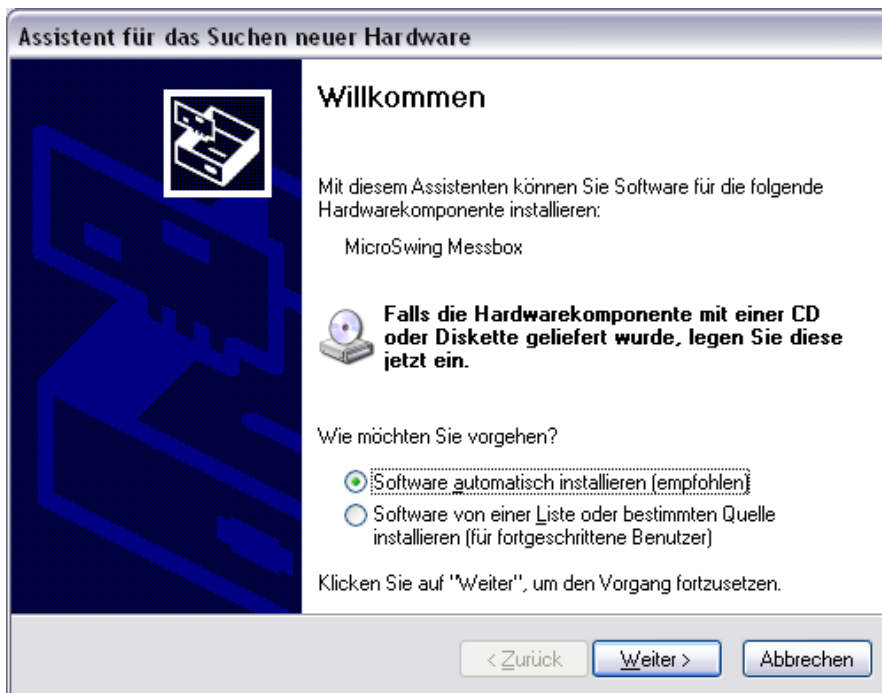 Assistent für das Suchen neuer Hardware
Willkommen
Mit diesem Assistenten können Sie Software für die folgende
Hardwarekomponente installieren:
MicroSwing Messbox
Falls die Hardwarekomponente mit einer CD
oder Diskette geliefert wurde, legen Sie diese
jetzt ein.
Wie möchten Sie vorgehen?
Software automatisch installieren (empfohlen)
Software von einer Liste oder bestimmten Quelle
installieren (für fortgeschrittene Benutzer)
Klicken Sie auf "Weiter", um den Vorgang fortzusetzen.
< Zurück Weiter > Abbrechen